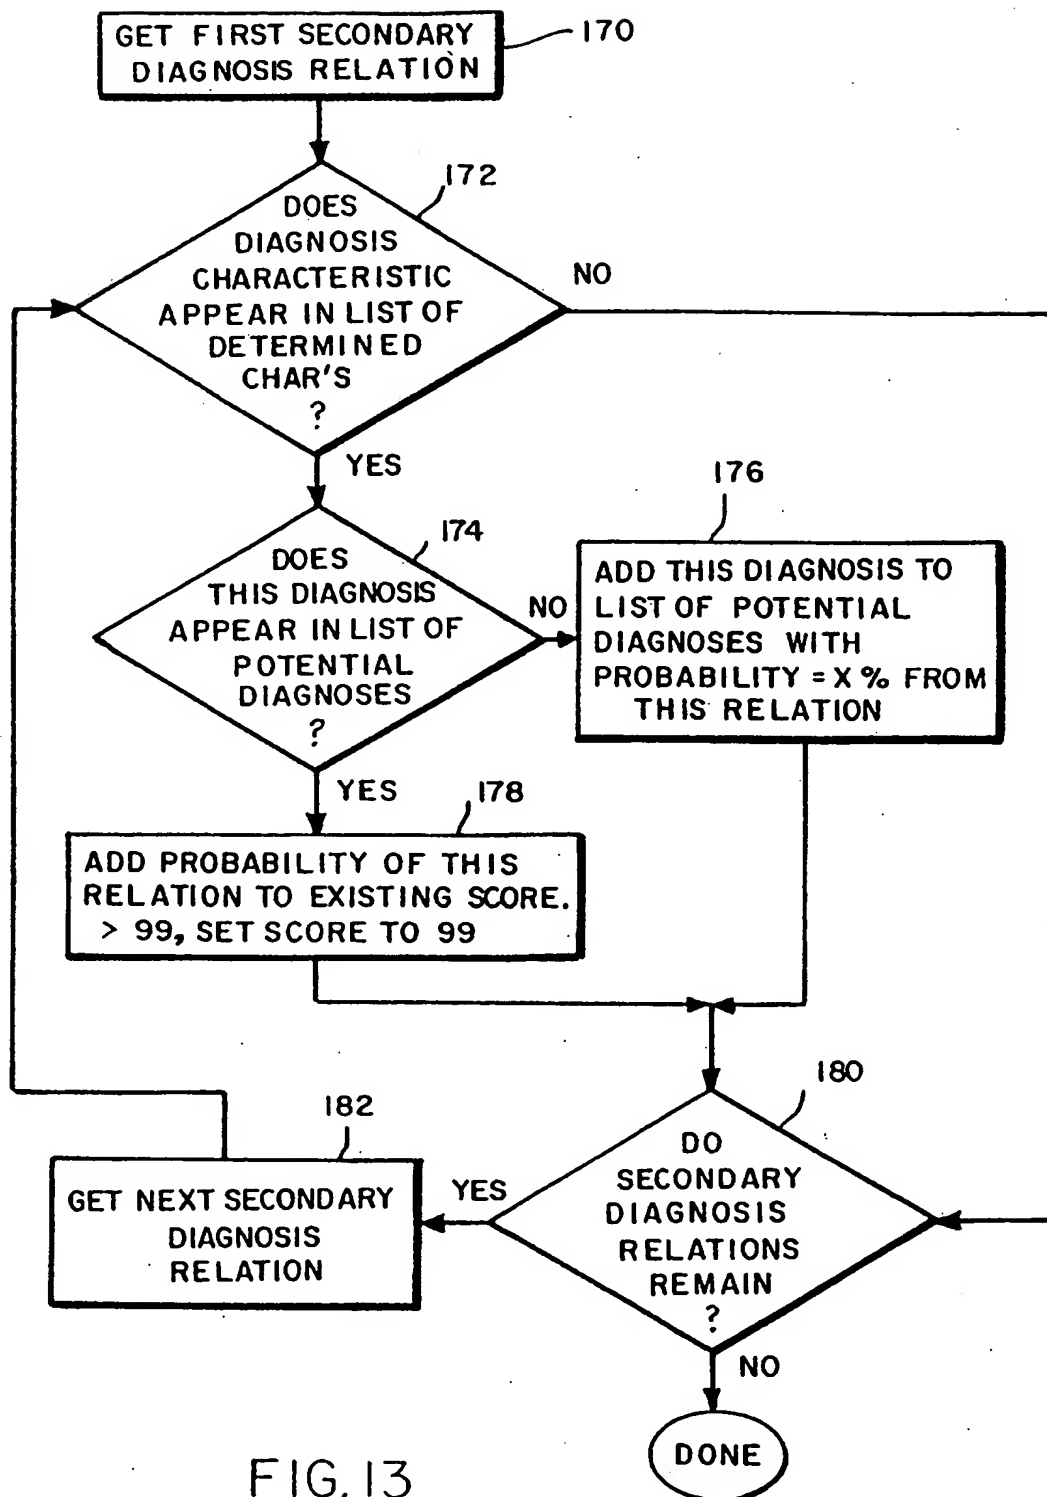 GET FIRST SECONDARY
DIAGNOSIS RELATION
170
172
DOES
DIAGNOSIS
CHARACTERISTIC
APPEAR IN LIST OF
DETERMINED
CHAR'S
?
NO
YES
174
DOES
THIS DIAGNOSIS
APPEAR IN LIST OF
POTENTIAL
DIAGNOSES
?
NO
176
ADD THIS DIAGNOSIS TO
LIST OF POTENTIAL
DIAGNOSES WITH
PROBABILITY = X % FROM
THIS RELATION
YES
178
ADD PROBABILITY OF THIS
RELATION TO EXISTING SCORE.
> 99, SET SCORE TO 99
180
DO
SECONDARY
DIAGNOSIS
RELATIONS
REMAIN
?
YES
182
GET NEXT SECONDARY
DIAGNOSIS
RELATION
NO
DONE
FIG. 13